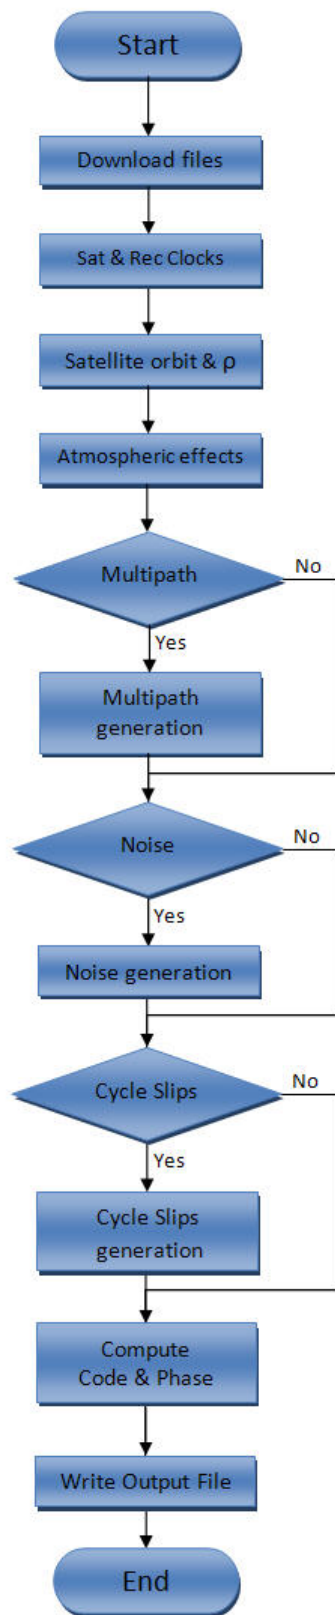 Start
Download files
Sat & Rec Clocks
Satellite orbit & ρ
Atmospheric effects
Multipath
No
Yes
Multipath
generation
Noise
No
Yes
Noise generation
Cycle Slips
No
Yes
Cycle Slips
generation
Compute
Code & Phase
Write Output File
End